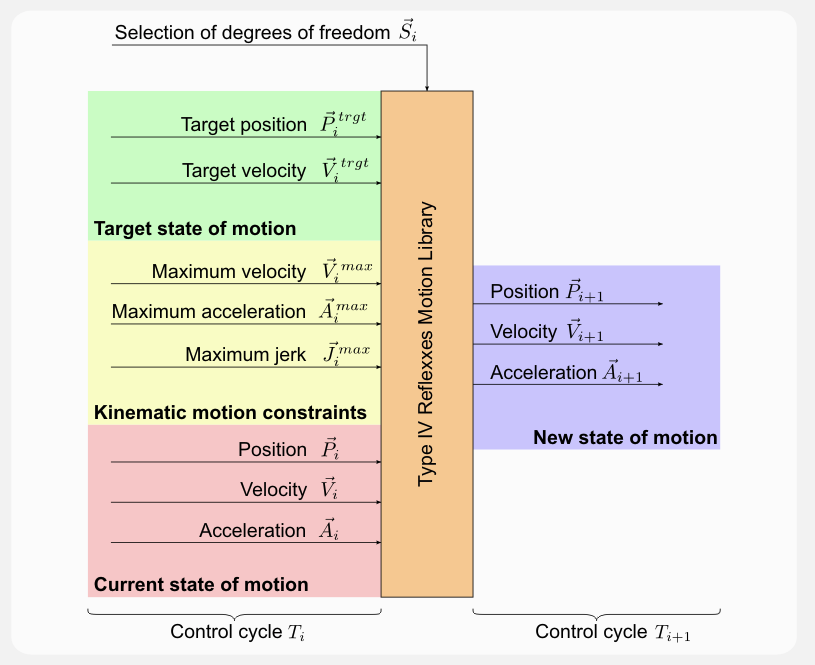 Selection of degrees of freedom $\vec{S}_i$
Target position $\vec{P}_i^{trgt}$
Target velocity $\vec{V}_i^{trgt}$
Target state of motion
Maximum velocity $\vec{V}_i^{max}$
Maximum acceleration $\vec{A}_i^{max}$
Maximum jerk $\vec{J}_i^{max}$
Kinematic motion constraints
Position $\vec{P}_i$
Velocity $\vec{V}_i$
Acceleration $\vec{A}_i$
Current state of motion
Control cycle $T_i$
Type IV Reflexxes Motion Library
Position $\vec{P}_{i+1}$
Velocity $\vec{V}_{i+1}$
Acceleration $\vec{A}_{i+1}$
New state of motion
Control cycle $T_{i+1}$